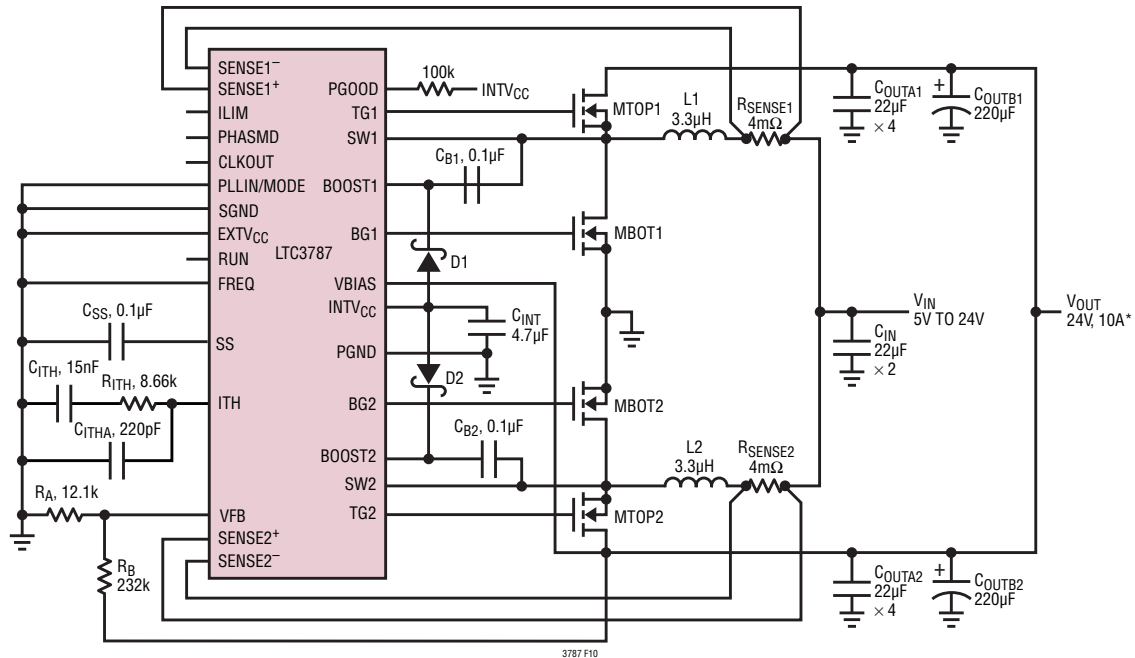 SENSE1–
SENSE1+
ILIM
PHASMD
CLKOUT
PLLIN/MODE
SGND
EXTVCC
RUN
FREQ
SS
ITH
VFB
SENSE2+
SENSE2–
LTC3787
PGOOD
TG1
SW1
BOOST1
BG1
VBIAS
INTVCC
PGND
BG2
BOOST2
SW2
TG2
100k
INTVCC
CB1, 0.1µF
D1
CINT
4.7µF
D2
CB2, 0.1µF
MTOP1
MBOT1
MBOT2
MTOP2
L1
3.3µH
RSENSE1
4mΩ
L2
3.3µH
RSENSE2
4mΩ
COUTA1
22µF
× 4
+
COUTB1
220µF
VIN
5V TO 24V
CIN
22µF
× 2
VOUT
24V, 10A*
COUTA2
22µF
× 4
+
COUTB2
220µF
CSS, 0.1µF
CITH, 15nF
RITH, 8.66k
CITHA, 220pF
RA, 12.1k
RB
232k
3787 F10